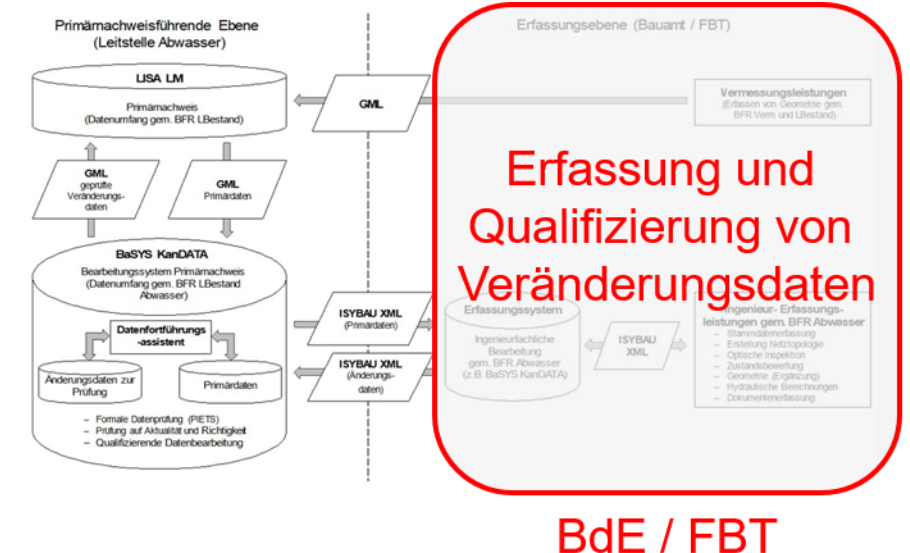 Primärnachweisführende Ebene
(Leitstelle Abwasser)
Erfassungsebene (Bauamt / FBT)
LISA LM
Primärnachweis
(Datenumfang gem. BFR LBestand)
GML
Vermessungsleistungen
(Erfassen von Geometrie gem.
BFR Verm und LBestand)
GML
geprüfte
Veränderungs-
daten
GML
Primärdaten
Erfassung und
Qualifizierung von
Veränderungsdaten
BaSYS KanDATA
Bearbeitungssystem Primärnachweis
(Datenumfang gem. BFR LBestand
Abwasser)
Datenfortführungs
-assistent
Änderungsdaten zur
Prüfung
Primärdaten
– Formale Datenprüfung (PIETS)
– Prüfung auf Aktualität und Richtigkeit
– Qualifizierende Datenbearbeitung
ISYBAU XML
(Primärdaten)
ISYBAU XML
(Änderungs-
daten)
Erfassungssystem
Ingenieurfachliche
Bearbeitung
gem. BFR Abwasser
(z.B. BaSYS KanDATA)
ISYBAU
XML
Ingenieur- Erfassungs-
leistungen gem. BFR Abwasser
– Stammdatenerfassung
– Erstellung Netztopologie
– Optische Inspektion
– Zustandsbewertung
– Geometrie (Ergänzung)
– Hydraulische Berechnungen
– Dokumentenerfassung
BdE / FBT